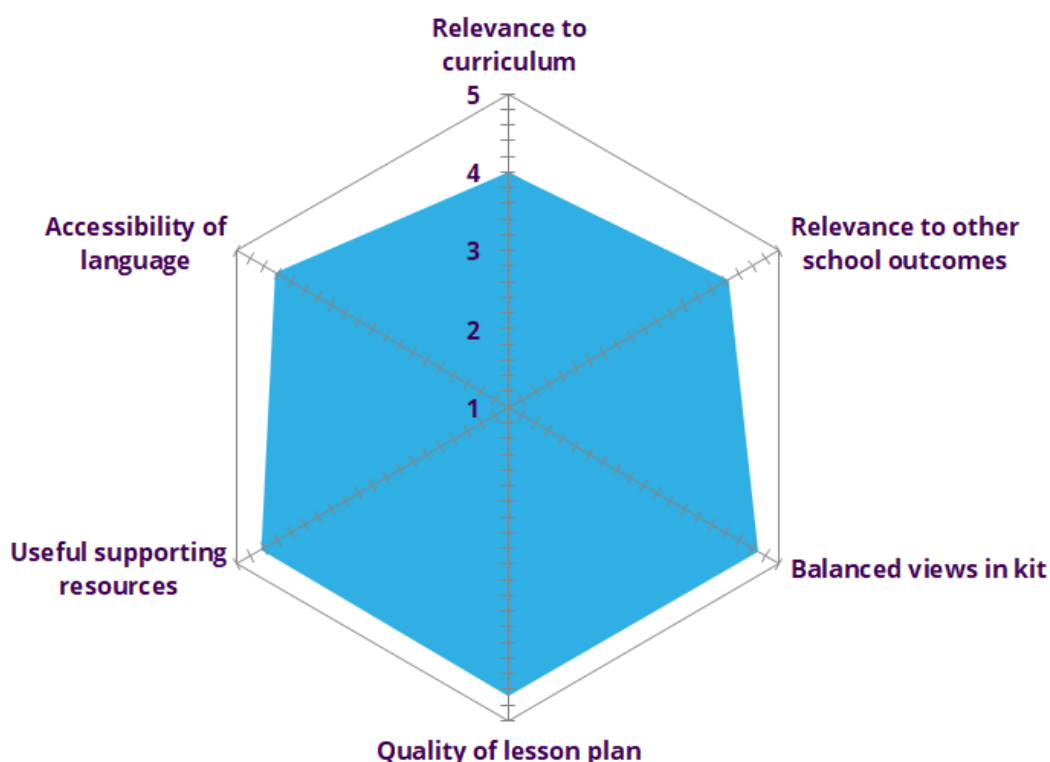 Relevance to
curriculum
5
4
3
2
1
Accessibility of
language
Relevance to other
school outcomes
Useful supporting
resources
Balanced views in kit
Quality of lesson plan